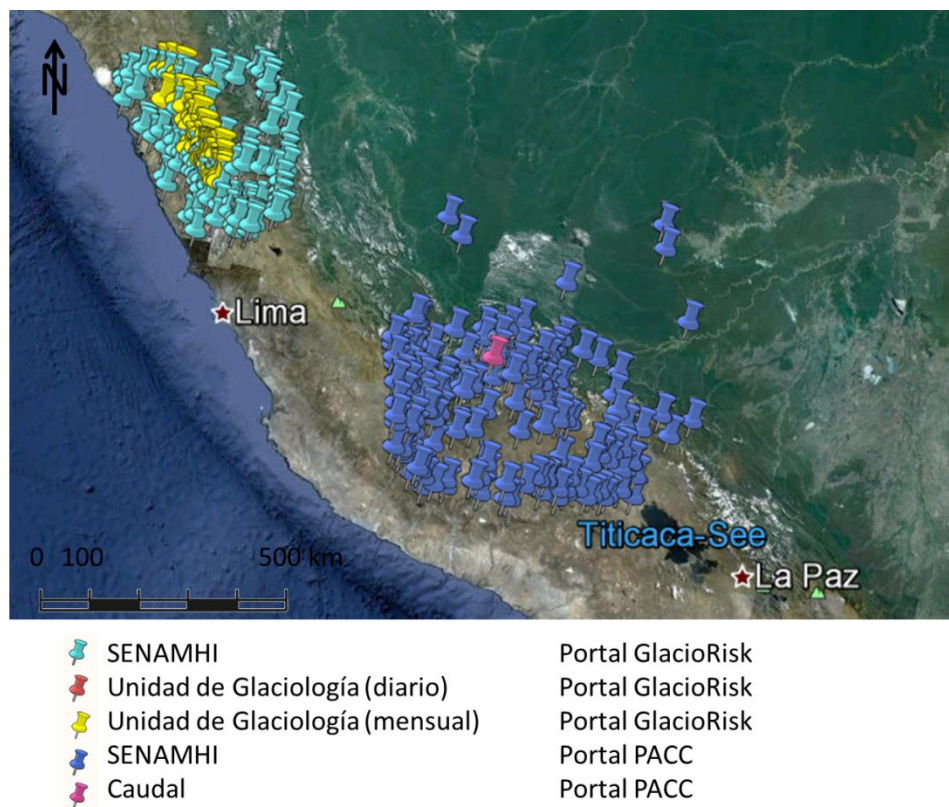 N
Lima
Titicaca-See
La Paz
0 100 500 km
SENAMHI Portal GlacioRisk
Unidad de Glaciología (diario) Portal GlacioRisk
Unidad de Glaciología (mensual) Portal GlacioRisk
SENAMHI Portal PACC
Caudal Portal PACC